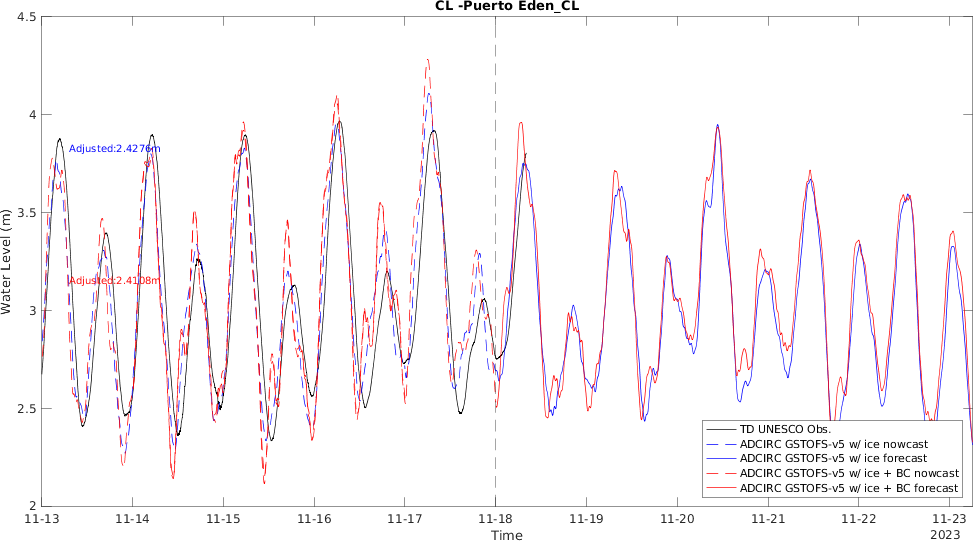 CL -Puerto Eden_CL
4.5
4
3.5
3
2.5
2
Water Level (m)
Adjusted:2.4276m
Adjusted:2.4108m
TD UNESCO Obs.
ADCIRC GSTOFS-v5 w/ ice nowcast
ADCIRC GSTOFS-v5 w/ ice forecast
ADCIRC GSTOFS-v5 w/ ice + BC nowcast
ADCIRC GSTOFS-v5 w/ ice + BC forecast
11-13 11-14 11-15 11-16 11-17 11-18 11-19 11-20 11-21 11-22 11-23
Time
2023